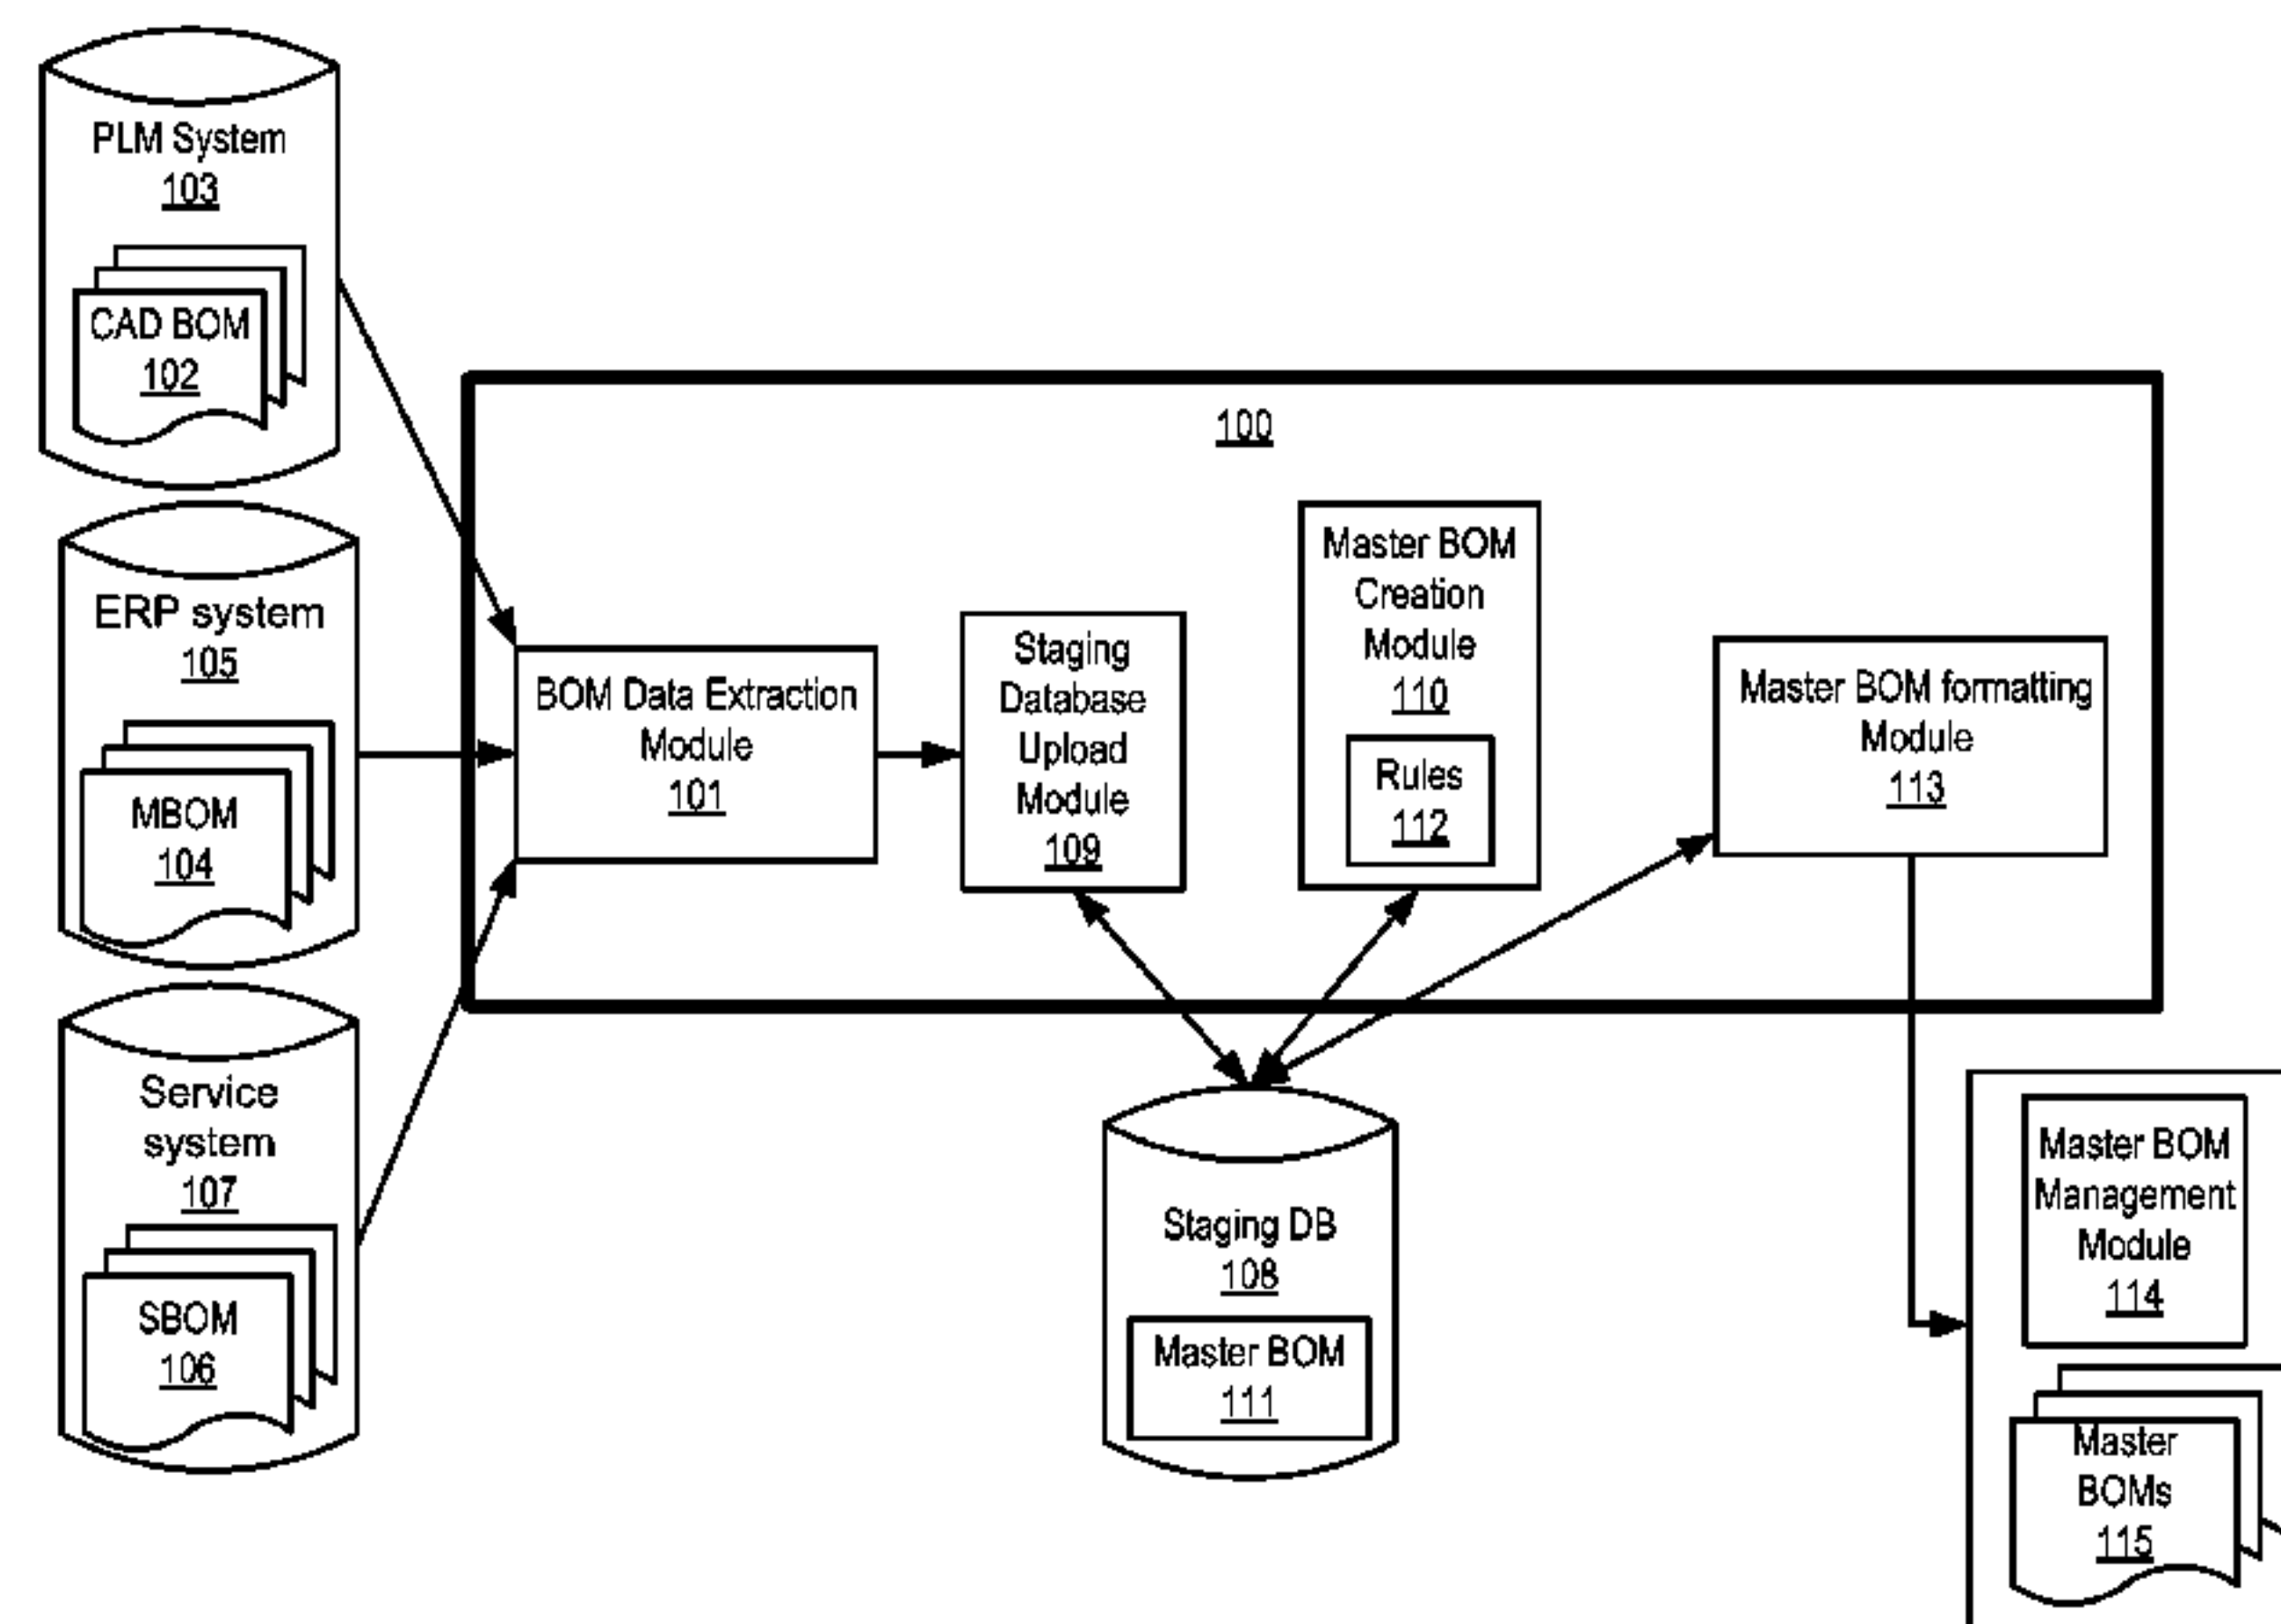 PLM System
103
CAD BOM
102
ERP system
105
MBOM
104
Service
system
107
SBOM
106
100
BOM Data Extraction
Module
101
Staging
Database
Upload
Module
109
Master BOM
Creation
Module
110
Rules
112
Master BOM formatting
Module
113
Staging DB
108
Master BOM
111
Master BOM
Management
Module
114
Master
BOMs
115